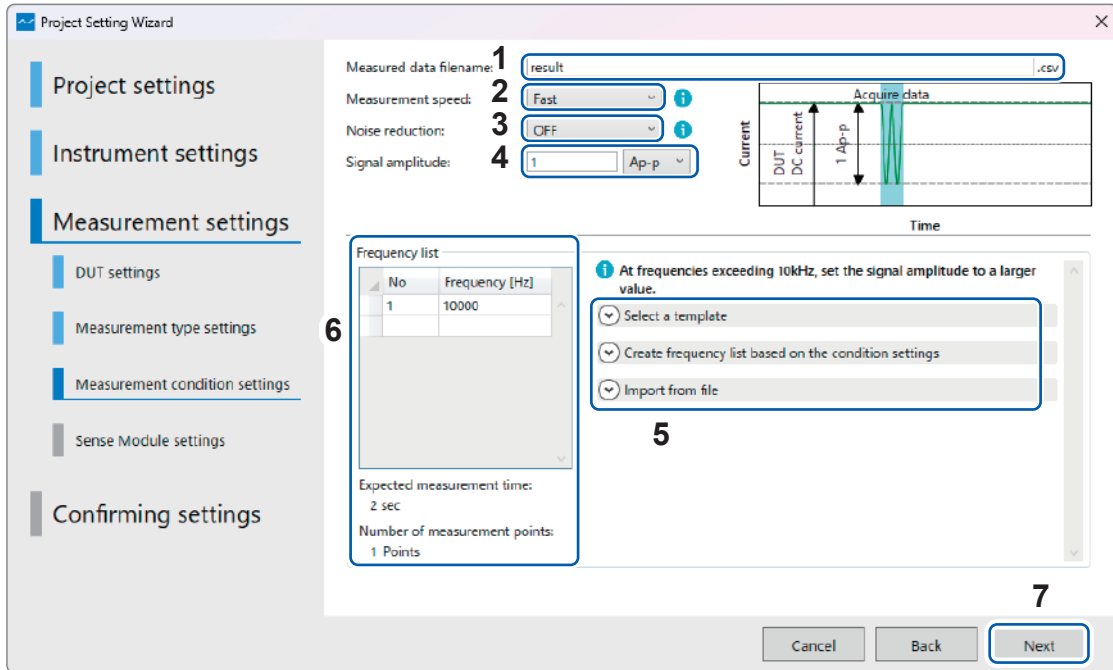 Project Setting Wizard
Project settings
Instrument settings
Measurement settings
DUT settings
Measurement type settings
Measurement condition settings
Sense Module settings
Confirming settings
Measured data filename: 1 result .csv
Measurement speed: 2 Fast
Noise reduction: 3 OFF
Signal amplitude: 4 1 Ap-p
Acquire data
Current
DUT
DC current
1 Ap-p
Time
6
Frequency list
No Frequency [Hz]
1 10000
Expected measurement time:
2 sec
Number of measurement points:
1 Points
At frequencies exceeding 10kHz, set the signal amplitude to a larger
value.
Select a template
Create frequency list based on the condition settings
Import from file
5
7
Cancel Back Next